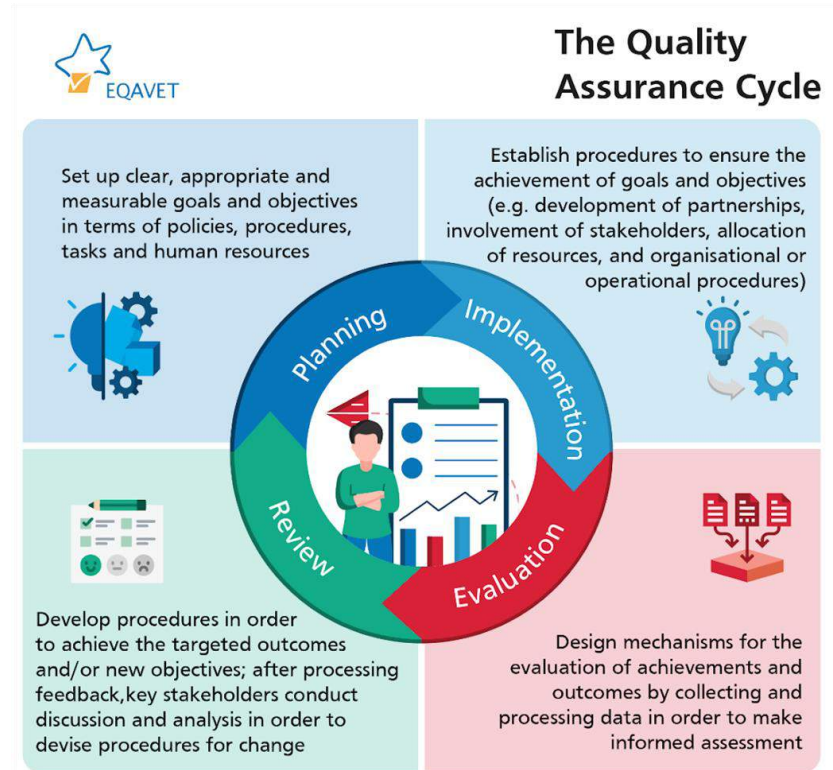 EQAVET
The Quality
Assurance Cycle
Set up clear, appropriate and
measurable goals and objectives
in terms of policies, procedures,
tasks and human resources
Establish procedures to ensure the
achievement of goals and objectives
(e.g. development of partnerships,
involvement of stakeholders, allocation
of resources, and organisational or
operational procedures)
Planning
Implementation
Review
Evaluation
Develop procedures in order
to achieve the targeted outcomes
and/or new objectives; after processing
feedback,key stakeholders conduct
discussion and analysis in order to
devise procedures for change
Design mechanisms for the
evaluation of achievements and
outcomes by collecting and
processing data in order to make
informed assessment